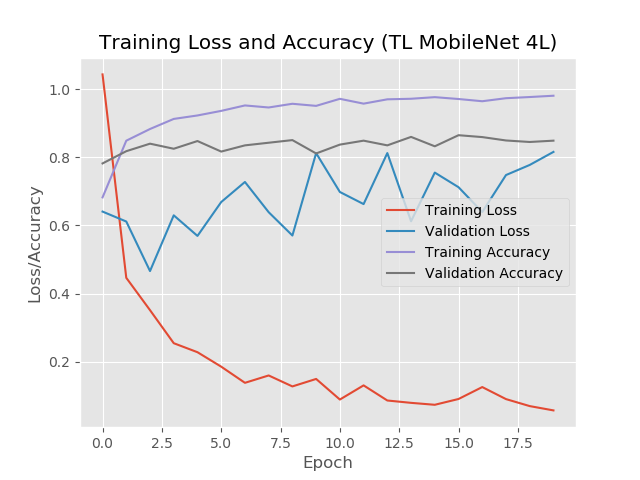 Training Loss and Accuracy (TL MobileNet 4L)
Loss/Accuracy
1.0
0.8
0.6
0.4
0.2
Training Loss
Validation Loss
Training Accuracy
Validation Accuracy
0.0 2.5 5.0 7.5 10.0 12.5 15.0 17.5
Epoch